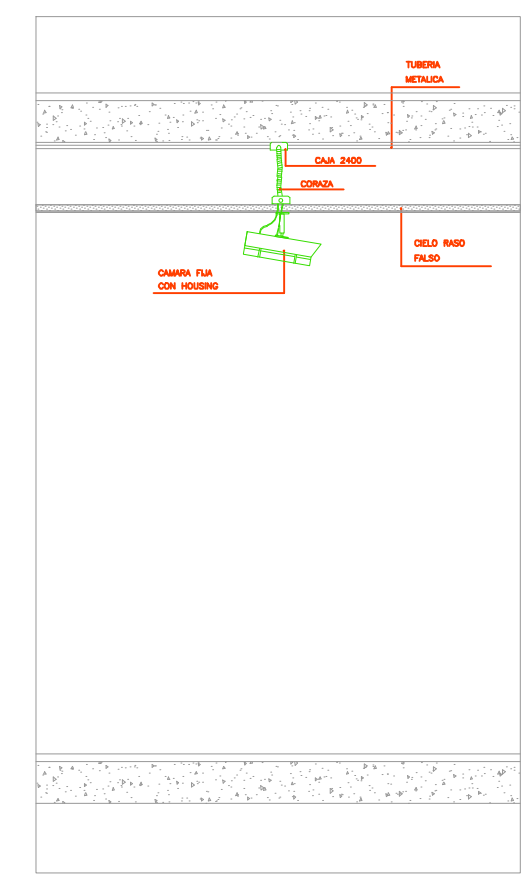 TUBERIA
METALICA
CAJA 2400
CORAZA
CIELO RASO
FALSO
CAMARA FIJA
CON HOUSING